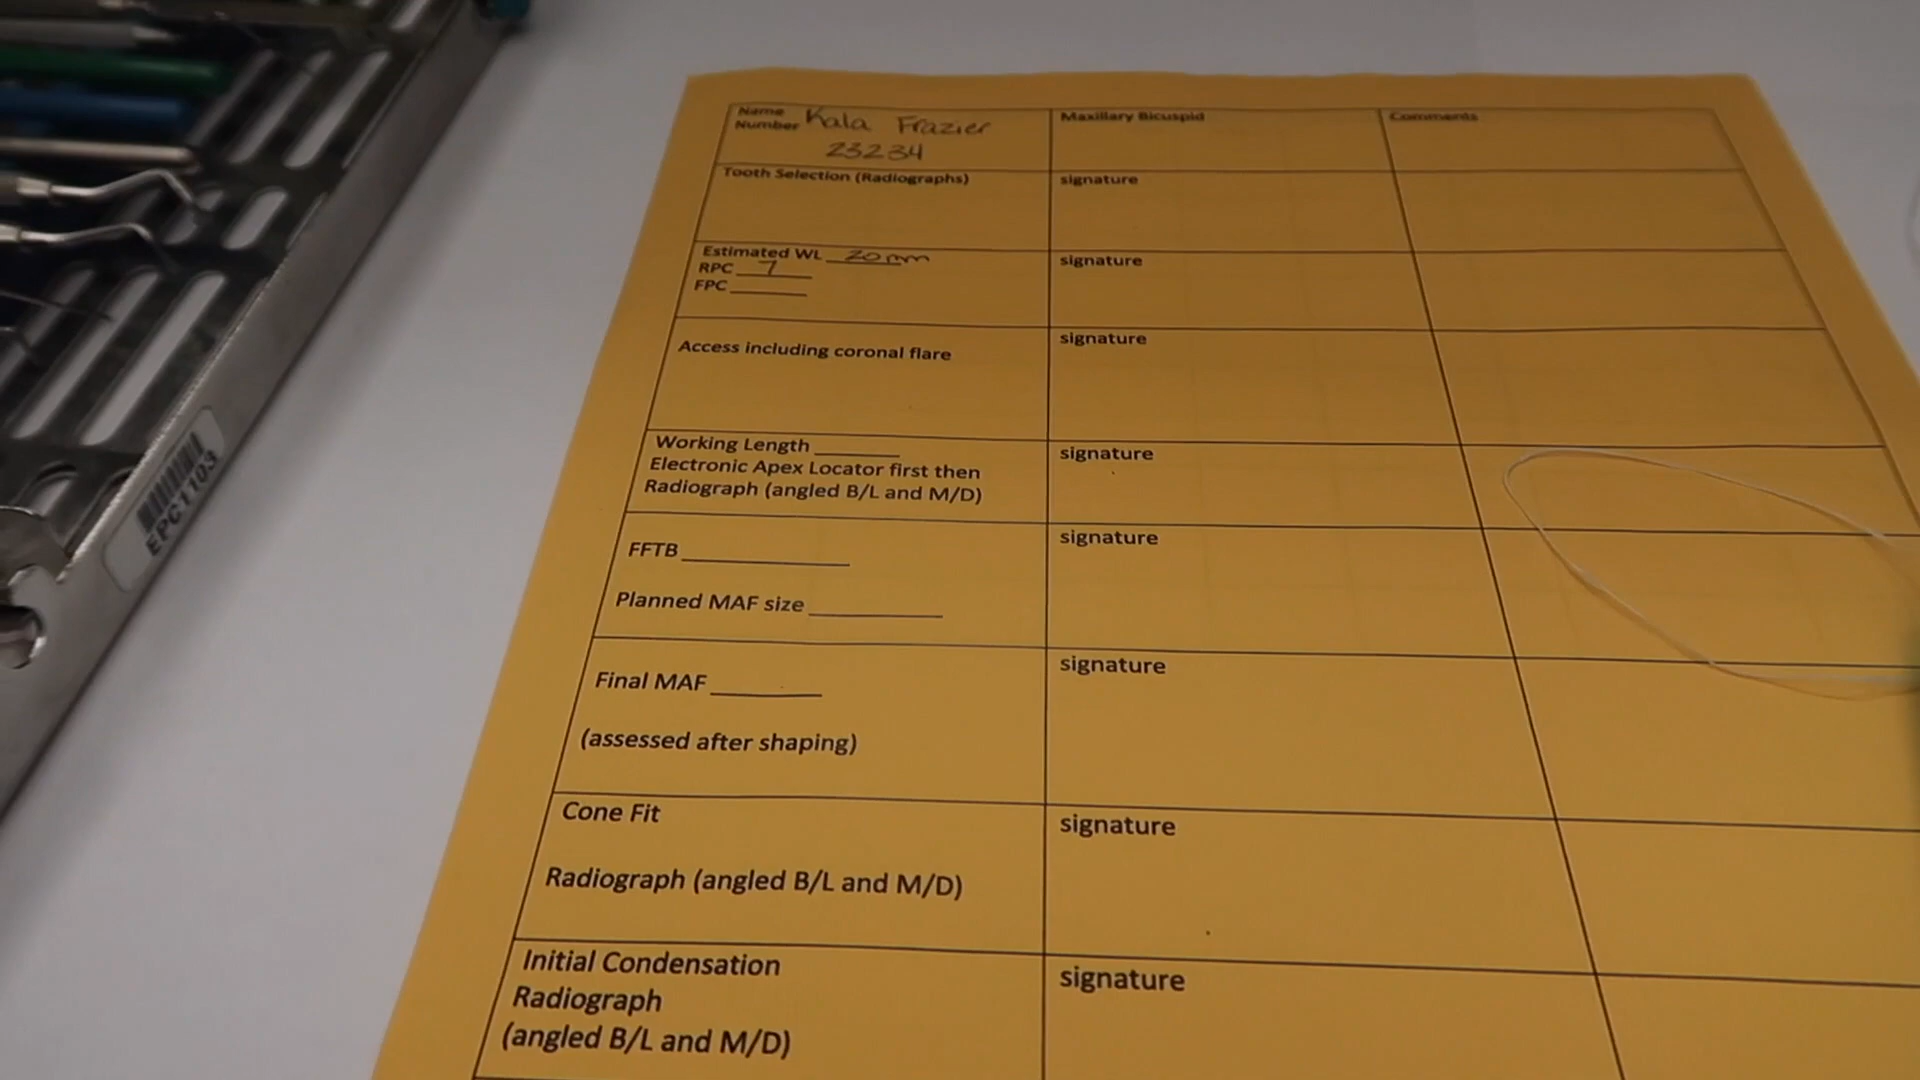 Name Kala Frazier
Number 23234
Maxillary Bicuspid
Comments
Tooth Selection (Radiographs)
signature
Estimated WL 20mm
RPC 7
FPC
signature
Access including coronal flare
signature
Working Length
Electronic Apex Locator first then
Radiograph (angled B/L and M/D)
signature
FFTB
Planned MAF size
signature
Final MAF
(assessed after shaping)
signature
Cone Fit
Radiograph (angled B/L and M/D)
signature
Initial Condensation
Radiograph
(angled B/L and M/D)
signature
EPC1103